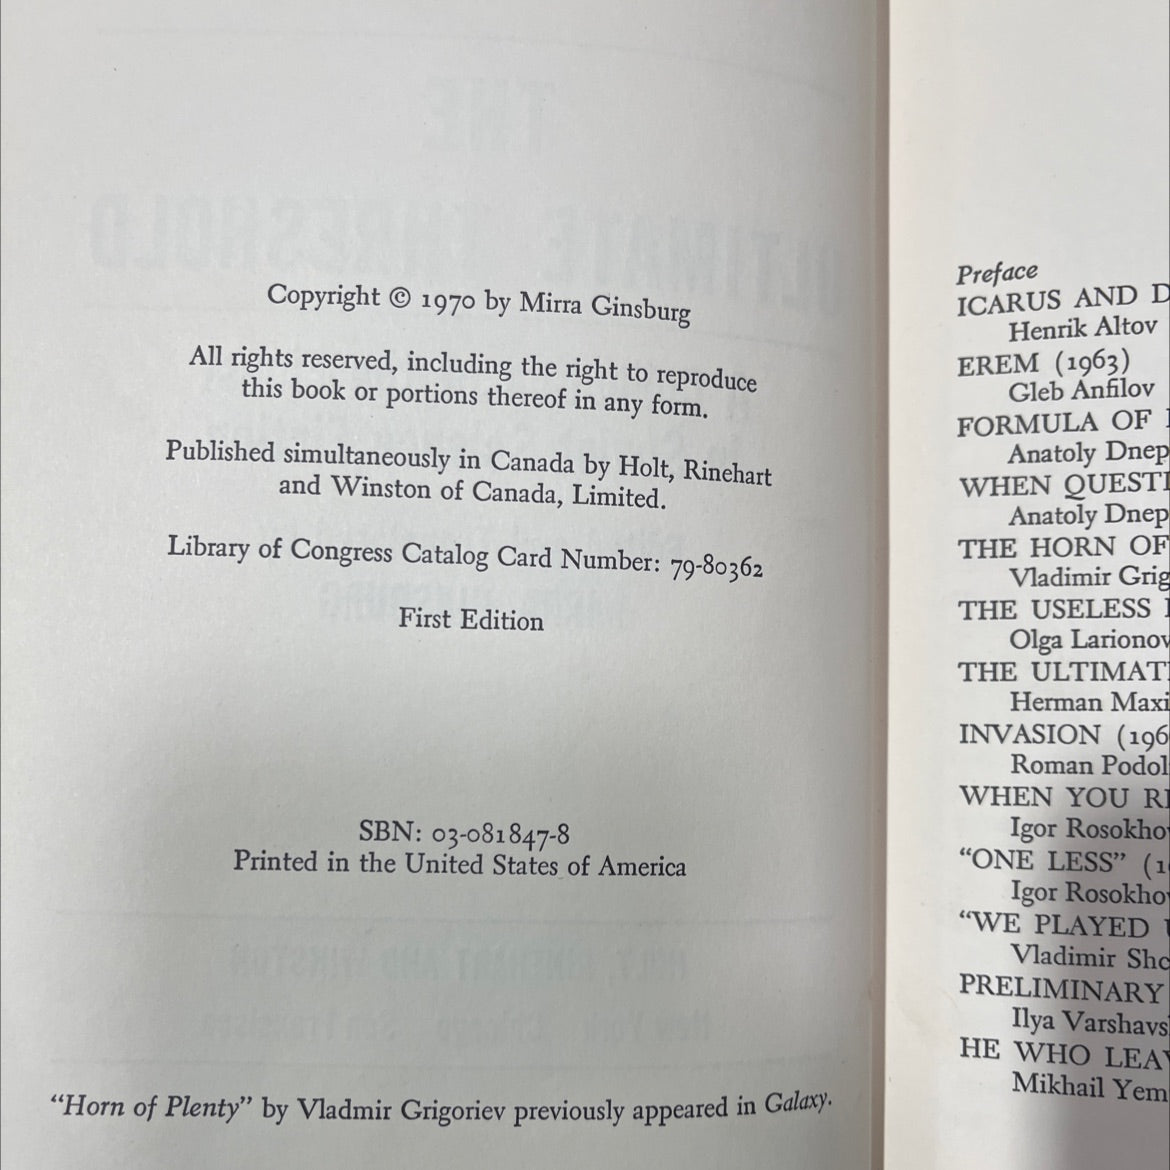 Copyright © 1970 by Mirra Ginsburg
All rights reserved, including the right to reproduce
this book or portions thereof in any form.
Published simultaneously in Canada by Holt, Rinehart
and Winston of Canada, Limited.
Library of Congress Catalog Card Number: 79-80362
First Edition
SBN: 03-081847-8
Printed in the United States of America
“Horn of Plenty” by Vladmir Grigoriev previously appeared in Galaxy.
Preface
ICARUS AND D
Henrik Altov
EREM (1963)
Gleb Anfilov
FORMULA OF
Anatoly Dnep
WHEN QUESTI
Anatoly Dnep
THE HORN OF
Vladimir Grig
THE USELESS
Olga Larionov
THE ULTIMAT
Herman Maxi
INVASION (196
Roman Podol
WHEN YOU RE
Igor Rosokho
“ONE LESS” (1
Igor Rosokhov
“WE PLAYED U
Vladimir Shc
PRELIMINARY
Ilya Varshavs
HE WHO LEAV
Mikhail Yem